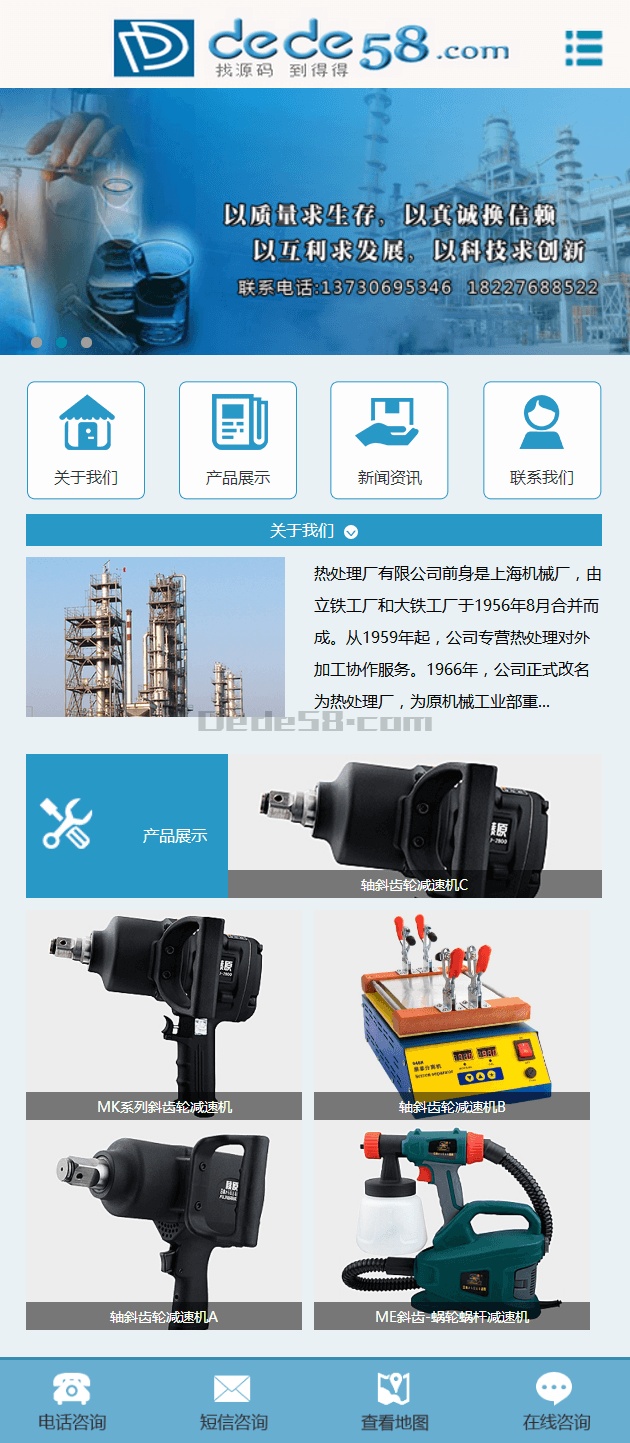 dede58.com
找源码 到得得
以质量求生存，以真诚换信赖
以互利求发展，以科技求创新
联系电话:13730695346 18227688522
关于我们
产品展示
新闻资讯
联系我们
关于我们
热处理厂有限公司前身是上海机械厂，由
立铁工厂和大铁工厂于1956年8月合并而
成。从1959年起，公司专营热处理对外
加工协作服务。1966年，公司正式改名
为热处理厂，为原机械工业部重...
Dede58.com
产品展示
轴斜齿轮减速机C
MK系列斜齿轮减速机
轴斜齿轮减速机B
轴斜齿轮减速机A
ME斜齿-蜗轮蜗杆减速机
电话咨询
短信咨询
查看地图
在线咨询